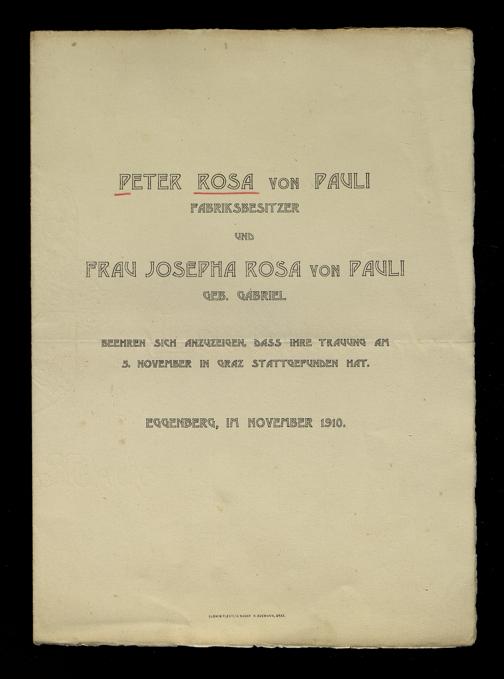 PETER ROSA VON PAULI
FABRIKSBESITZER
UND
FRAU JOSEPHA ROSA VON PAULI
GEB. GABRIEL
BEEHREN SICH ANZUZEIGEN, DASS IHRE TRAUUNG AM
5. NOVEMBER IN GRAZ STATTGEFUNDEN HAT.
EGGENBERG, IM NOVEMBER 1910.
GRAZ.